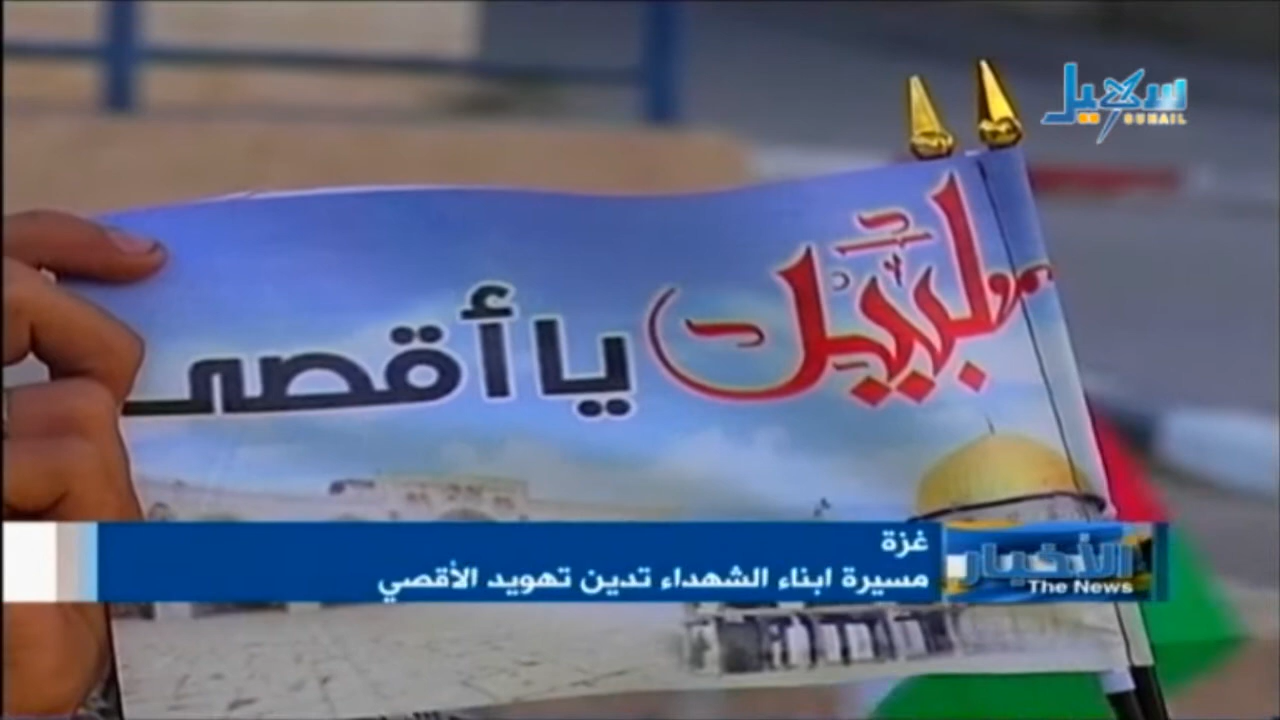 سهيل
SUHAIL
لبيك يا أقصى
غزة
مسيرة ابناء الشهداء تدين تهويد الأقصي
الأخبار
The News